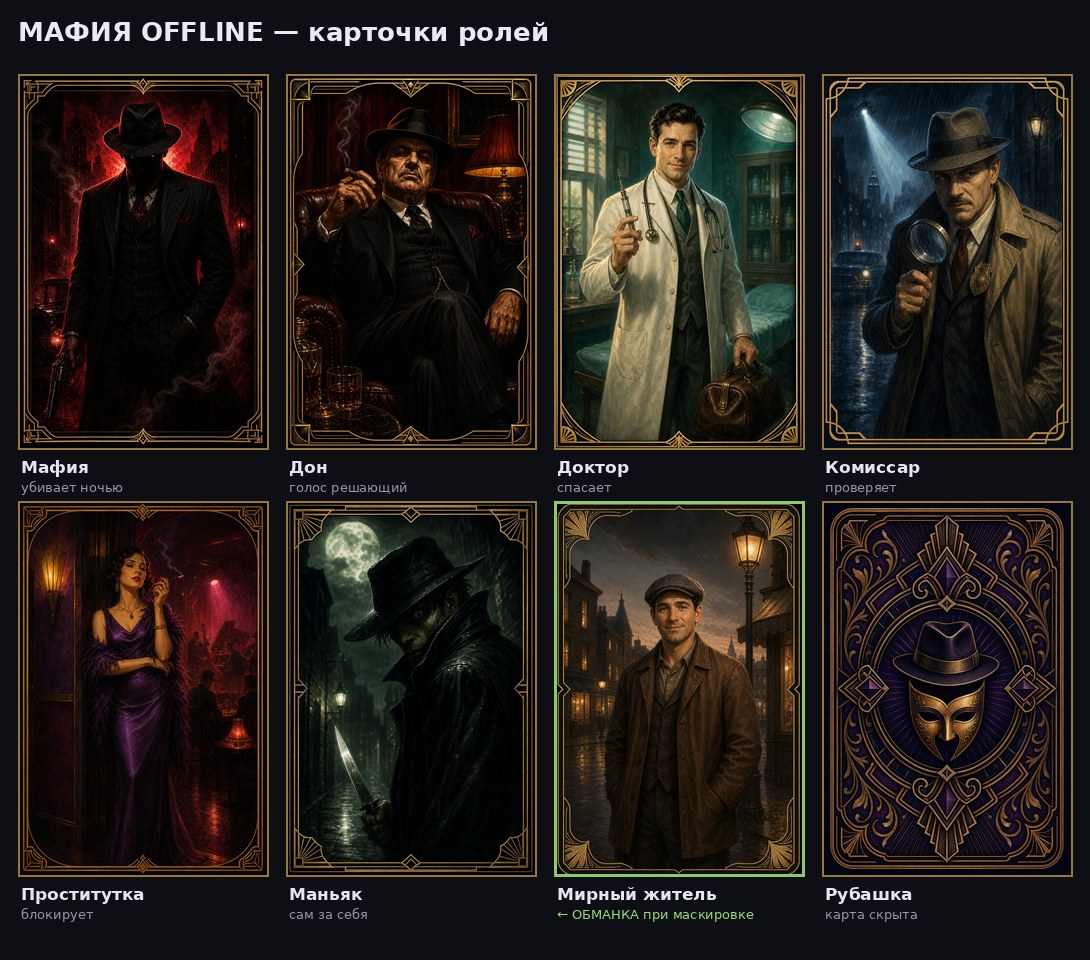 МАФИЯ OFFLINE — карточки ролей
Мафия
убивает ночью
Дон
голос решающий
Доктор
спасает
Комиссар
проверяет
Проститутка
блокирует
Маньяк
сам за себя
Мирный житель
← ОБМАНКА при маскировке
Рубашка
карта скрыта